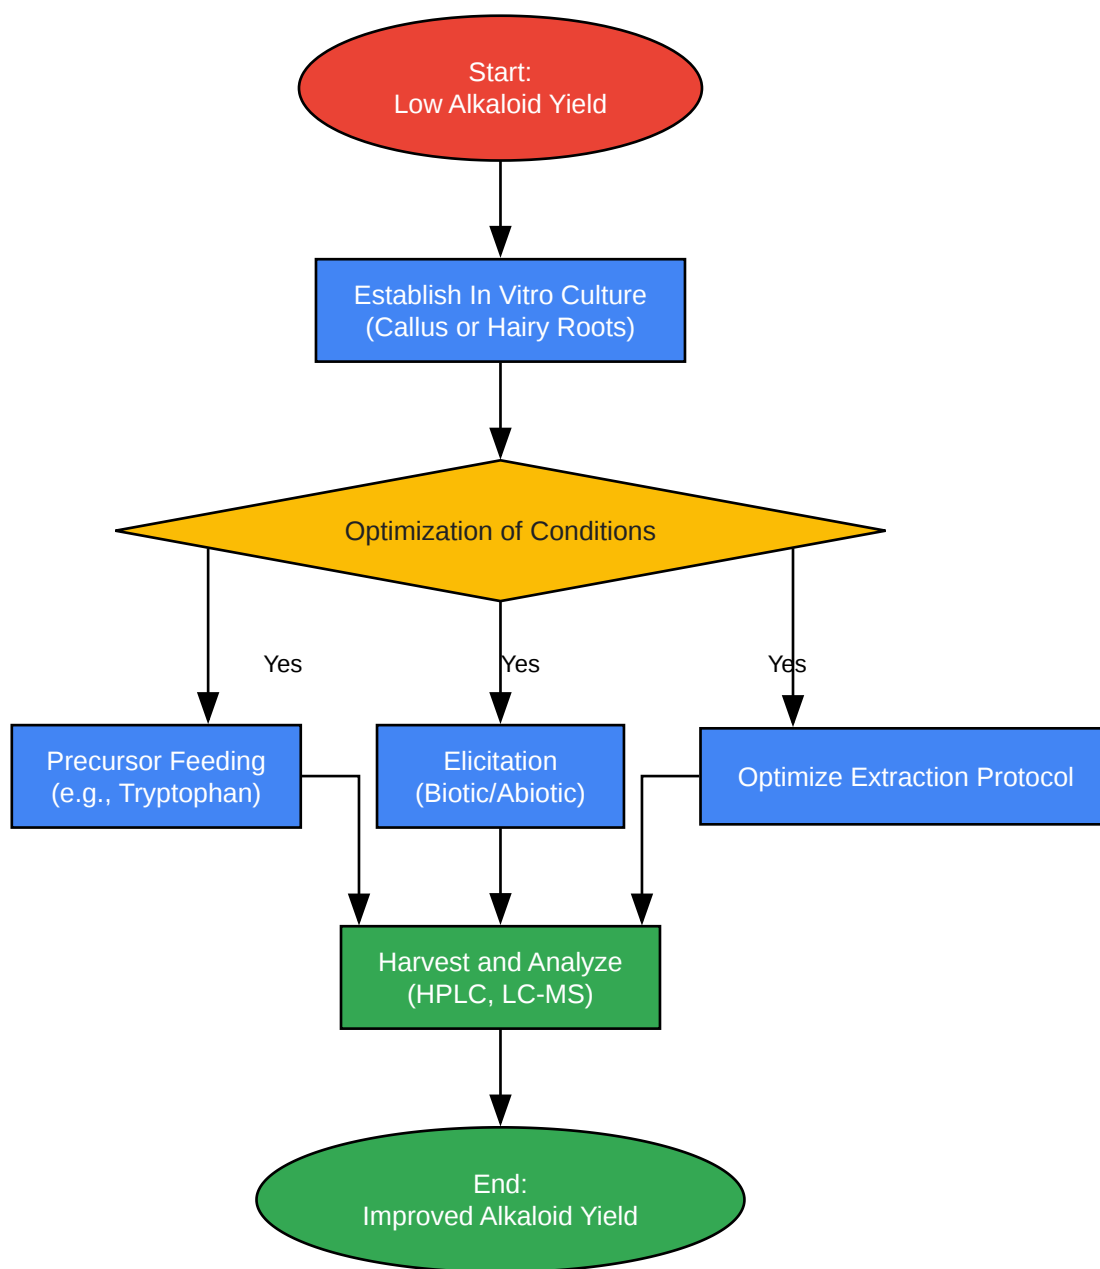 Start:
Low Alkaloid Yield
Establish In Vitro Culture
(Callus or Hairy Roots)
Optimization of Conditions
Yes
Yes
Yes
Precursor Feeding
(e.g., Tryptophan)
Elicitation
(Biotic/Abiotic)
Optimize Extraction Protocol
Harvest and Analyze
(HPLC, LC-MS)
End:
Improved Alkaloid Yield